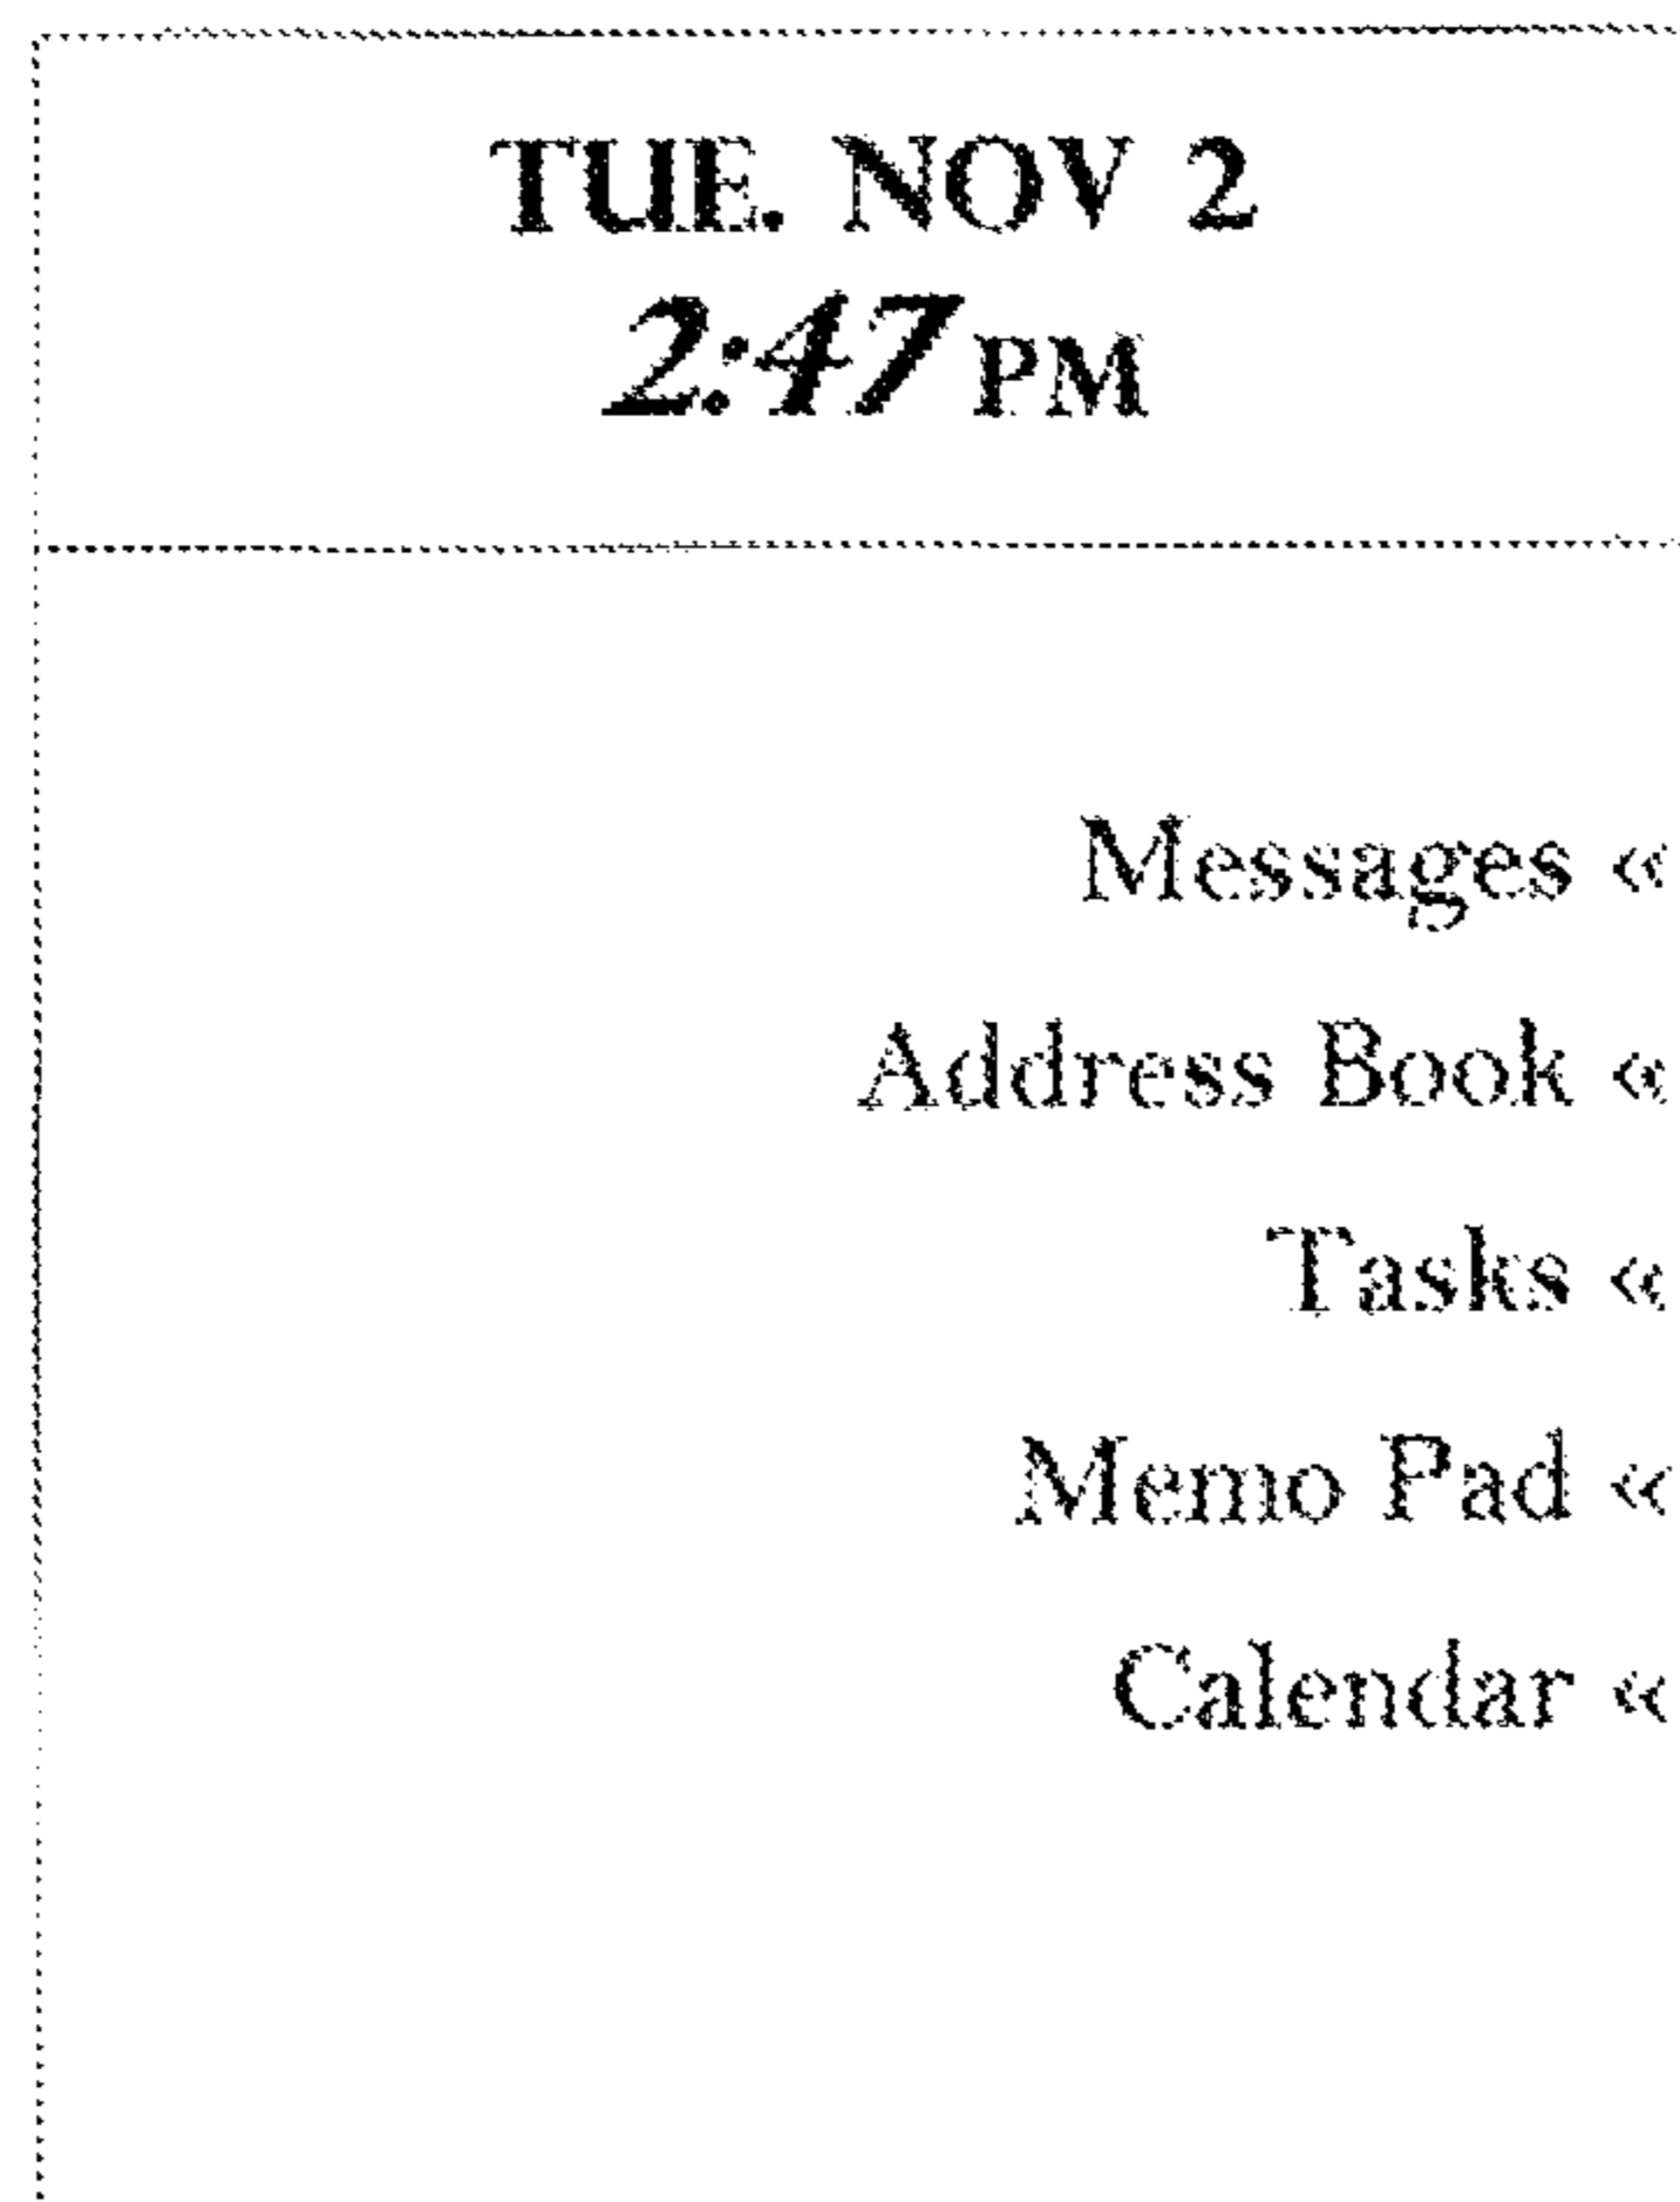 TUE. NOV 2
2:47 PM
Messages «
Address Book «
Tasks «
Memo Pad «
Calendar «